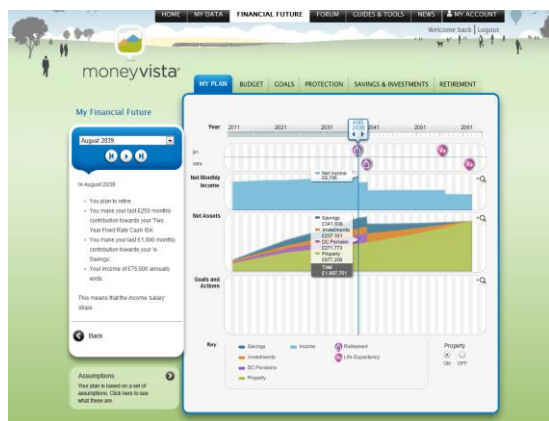 HOME MY DATA FINANCIAL FUTURE FORUM GUIDES & TOOLS NEWS MY ACCOUNT
Welcome back | Logout
moneyvista
MY PLAN BUDGET GOALS PROTECTION SAVINGS & INVESTMENTS RETIREMENT
My Financial Future
August 2039
In August 2039
You plan to retire.
You make your last £250 monthly
contribution towards your 'Two
Year Fixed Rate Cash ISA'
You make your last £1,000 monthly
contribution towards your 'e-
Savings'.
Your income of £75,000 annually
ends.
This means that the income 'salary'
stops.
Back
Assumptions
Your plan is based on a set of
assumptions. Click here to see
what these are.
AUG
2039
Year 2011 2021 2031 2041 2051 2061
jim
Net Monthly
Income
Net Income
Net Assets
Savings
Investments
DC Pension
Property
Total
Goals and
Actions
Key
Savings Income Retirement
Investments Life Expectancy
DC Pensions
Property
Property
ON OFF